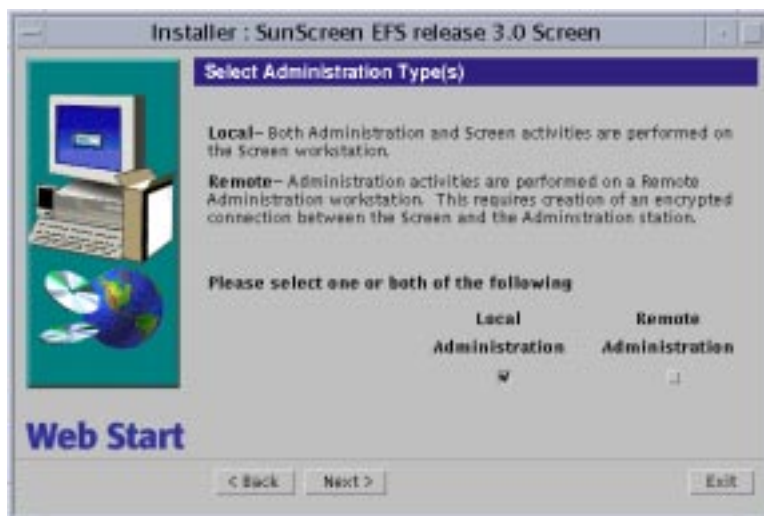 Installer : SunScreen EFS release 3.0 Screen
Select Administration Type(s)
Local– Both Administration and Screen activities are performed on
the Screen workstation.
Remote– Administration activities are performed on a Remote
Administration workstation. This requires creation of an encrypted
connection between the Screen and the Adminstration station.
Please select one or both of the following
Local Remote
Administration Administration
Web Start
< Back Next > Exit